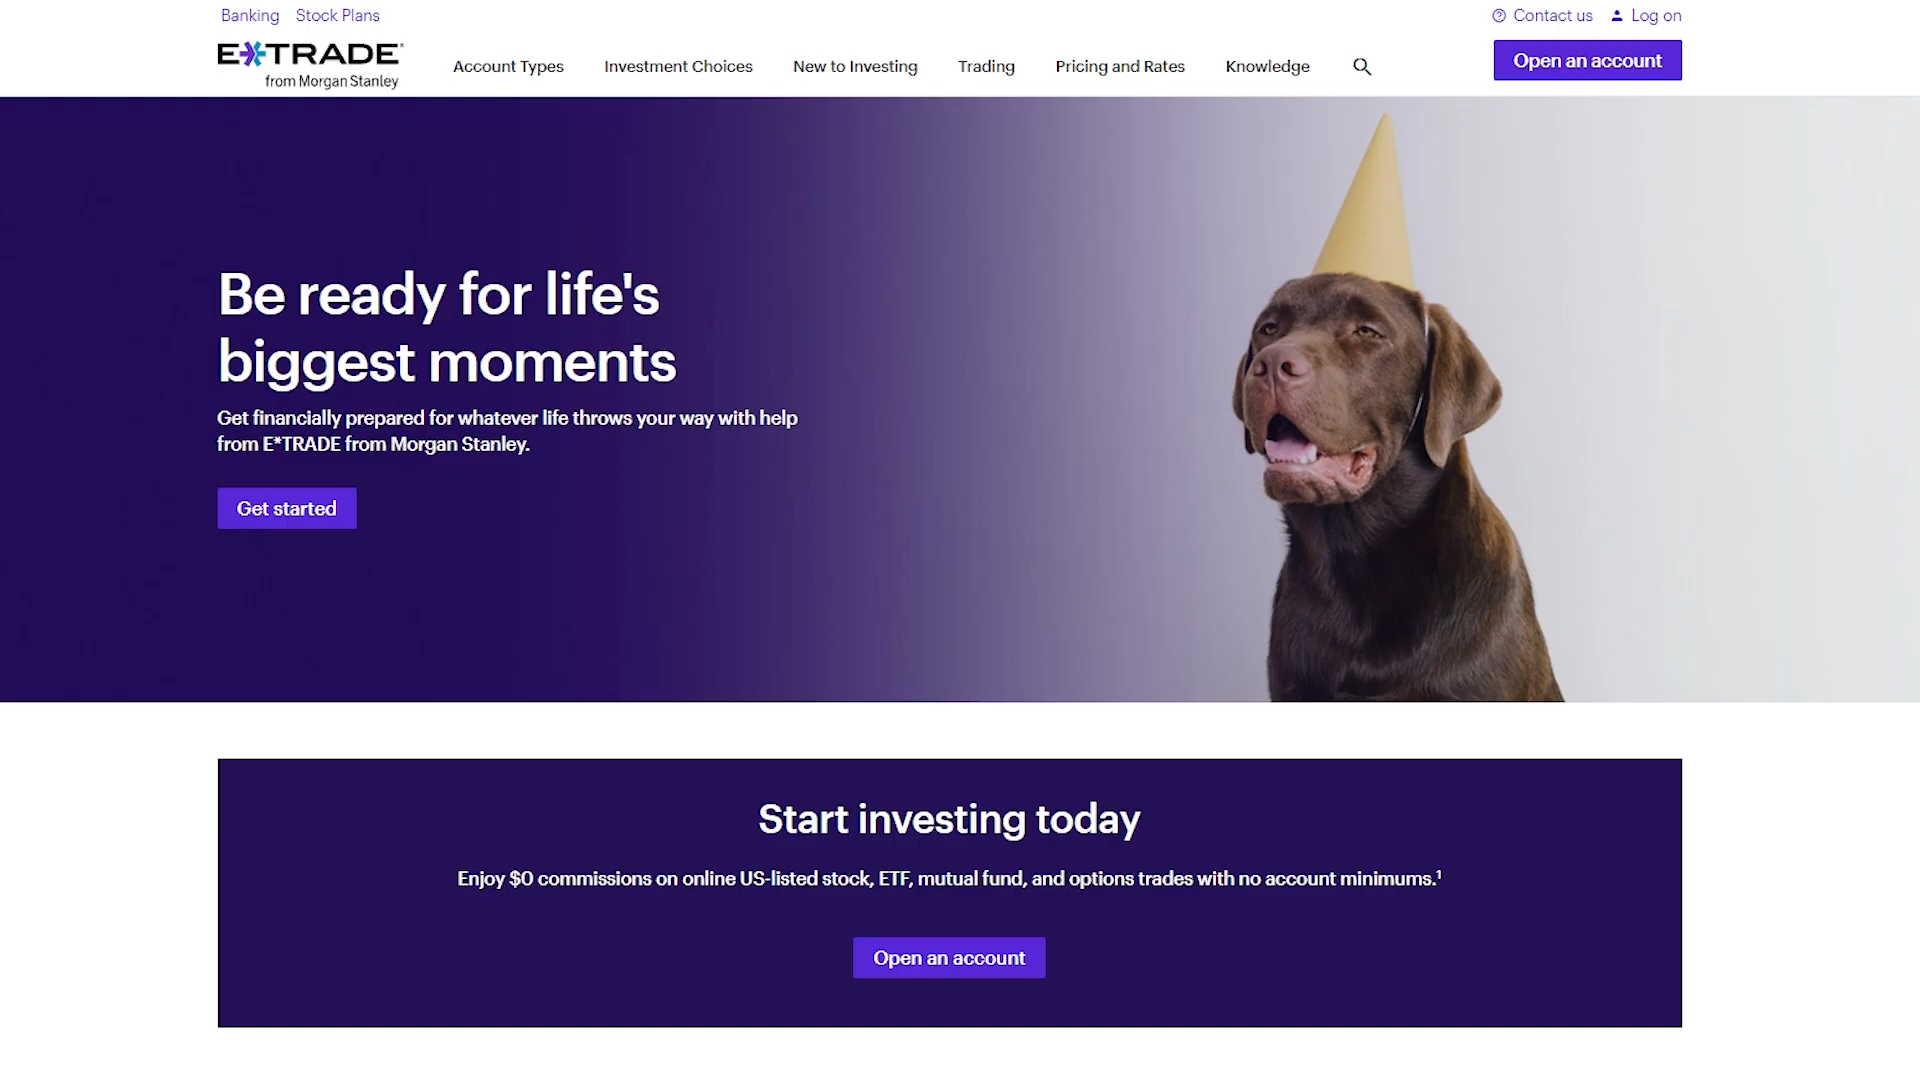 Banking Stock Plans
Contact us Log on
E*TRADE
from Morgan Stanley
Account Types Investment Choices New to Investing Trading Pricing and Rates Knowledge
Open an account
Be ready for life's
biggest moments
Get financially prepared for whatever life throws your way with help
from E*TRADE from Morgan Stanley.
Get started
Start investing today
Enjoy $0 commissions on online US-listed stock, ETF, mutual fund, and options trades with no account minimums.¹
Open an account